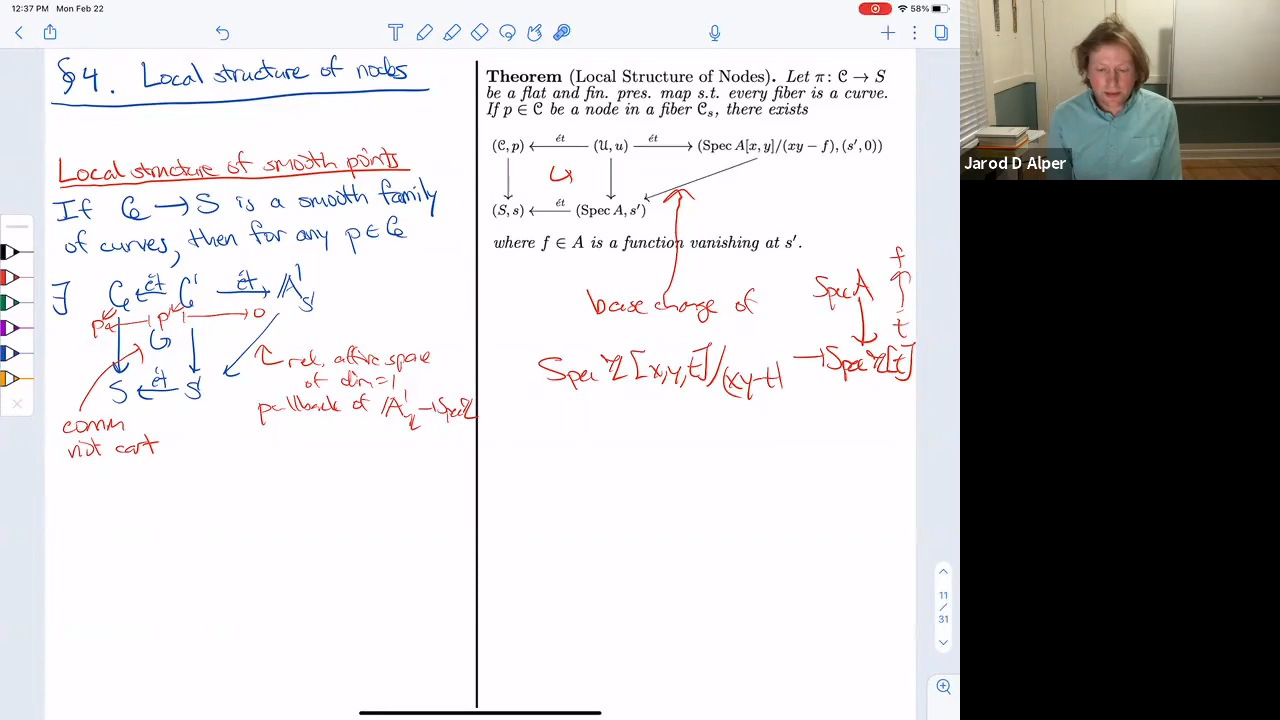 12:37 PM Mon Feb 22
58%
§4. Local structure of nodes
Local structure of smooth points
If C → S is a smooth family
of curves, then for any p ∈ C
∃ C ←ét C' →ét A¹_S'
p ← p' → 0
S ←ét S'
rel. affine space
of dim = 1
pullback of A¹_Z → Spec Z
comm
not cart
Theorem (Local Structure of Nodes). Let π: C → S
be a flat and fin. pres. map s.t. every fiber is a curve.
If p ∈ C be a node in a fiber C_s, there exists
(C, p) ←ét (U, u) →ét (Spec A[x, y]/(xy − f), (s′, 0))
(S, s) ←ét (Spec A, s′)
where f ∈ A is a function vanishing at s′.
base change of
Spec A
f
t
Spec Z[x,y,t]/(xy-t) → Spec Z[t]
11
/
31
Jarod D Alper